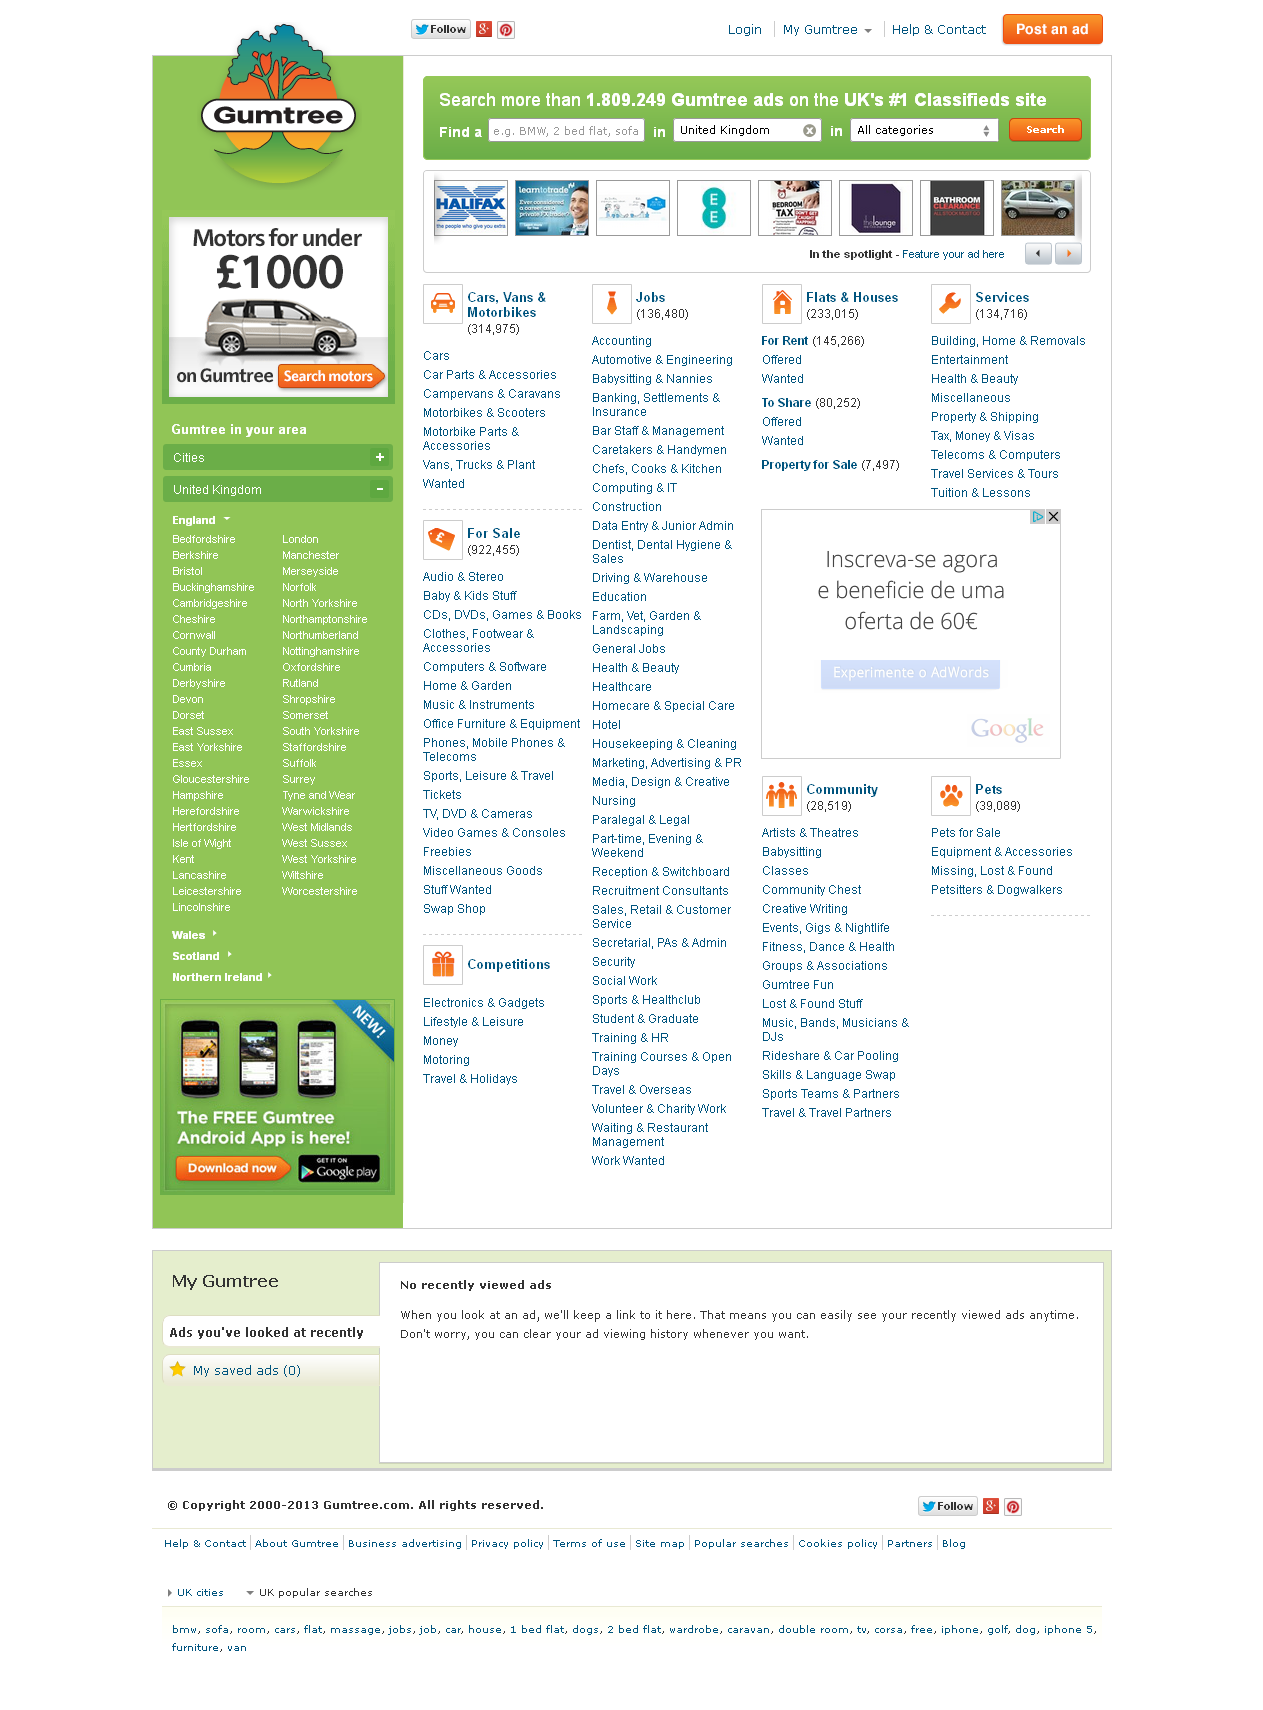 Follow
Login
My Gumtree
Help & Contact
Post an ad
Gumtree
Search more than 1.809.249 Gumtree ads on the UK's #1 Classifieds site
Find a
e.g. BMW, 2 bed flat, sofa
in
United Kingdom
in
All categories
Search
HALIFAX
the people who give you extra
learntotrade
Ever considered
a career as a
private FX trader?
EE
BEDROOM
TAX
the lounge
BATHROOM
CLEARANCE
ALL STOCK MUST GO
In the spotlight - Feature your ad here
Motors for under
£1000
on Gumtree
Search motors
Gumtree in your area
Cities
+
United Kingdom
-
England
Bedfordshire
Berkshire
Bristol
Buckinghamshire
Cambridgeshire
Cheshire
Cornwall
County Durham
Cumbria
Derbyshire
Devon
Dorset
East Sussex
East Yorkshire
Essex
Gloucestershire
Hampshire
Herefordshire
Hertfordshire
Isle of Wight
Kent
Lancashire
Leicestershire
Lincolnshire
London
Manchester
Merseyside
Norfolk
North Yorkshire
Northamptonshire
Northumberland
Nottinghamshire
Oxfordshire
Rutland
Shropshire
Somerset
South Yorkshire
Staffordshire
Suffolk
Surrey
Tyne and Wear
Warwickshire
West Midlands
West Sussex
West Yorkshire
Wiltshire
Worcestershire
Wales
Scotland
Northern Ireland
NEW!
The FREE Gumtree
Android App is here!
Download now
GET IT ON
Google play
Cars, Vans &
Motorbikes
(314,975)
Cars
Car Parts & Accessories
Campervans & Caravans
Motorbikes & Scooters
Motorbike Parts &
Accessories
Vans, Trucks & Plant
Wanted
For Sale
(922,455)
Audio & Stereo
Baby & Kids Stuff
CDs, DVDs, Games & Books
Clothes, Footwear &
Accessories
Computers & Software
Home & Garden
Music & Instruments
Office Furniture & Equipment
Phones, Mobile Phones &
Telecoms
Sports, Leisure & Travel
Tickets
TV, DVD & Cameras
Video Games & Consoles
Freebies
Miscellaneous Goods
Stuff Wanted
Swap Shop
Competitions
Electronics & Gadgets
Lifestyle & Leisure
Money
Motoring
Travel & Holidays
Jobs
(136,480)
Accounting
Automotive & Engineering
Babysitting & Nannies
Banking, Settlements &
Insurance
Bar Staff & Management
Caretakers & Handymen
Chefs, Cooks & Kitchen
Computing & IT
Construction
Data Entry & Junior Admin
Dentist, Dental Hygiene &
Sales
Driving & Warehouse
Education
Farm, Vet, Garden &
Landscaping
General Jobs
Health & Beauty
Healthcare
Homecare & Special Care
Hotel
Housekeeping & Cleaning
Marketing, Advertising & PR
Media, Design & Creative
Nursing
Paralegal & Legal
Part-time, Evening &
Weekend
Reception & Switchboard
Recruitment Consultants
Sales, Retail & Customer
Service
Secretarial, PAs & Admin
Security
Social Work
Sports & Healthclub
Student & Graduate
Training & HR
Training Courses & Open
Days
Travel & Overseas
Volunteer & Charity Work
Waiting & Restaurant
Management
Work Wanted
Flats & Houses
(233,015)
For Rent (145,266)
Offered
Wanted
To Share (80,252)
Offered
Wanted
Property for Sale (7,497)
Services
(134,716)
Building, Home & Removals
Entertainment
Health & Beauty
Miscellaneous
Property & Shipping
Tax, Money & Visas
Telecoms & Computers
Travel Services & Tours
Tuition & Lessons
Inscreva-se agora
e beneficie de uma
oferta de 60€
Experimente o AdWords
Google
Community
(28,519)
Artists & Theatres
Babysitting
Classes
Community Chest
Creative Writing
Events, Gigs & Nightlife
Fitness, Dance & Health
Groups & Associations
Gumtree Fun
Lost & Found Stuff
Music, Bands, Musicians &
DJs
Rideshare & Car Pooling
Skills & Language Swap
Sports Teams & Partners
Travel & Travel Partners
Pets
(39,089)
Pets for Sale
Equipment & Accessories
Missing, Lost & Found
Petsitters & Dogwalkers
My Gumtree
Ads you've looked at recently
My saved ads (0)
No recently viewed ads
When you look at an ad, we'll keep a link to it here. That means you can easily see your recently viewed ads anytime.
Don't worry, you can clear your ad viewing history whenever you want.
© Copyright 2000-2013 Gumtree.com. All rights reserved.
Follow
Help & Contact | About Gumtree | Business advertising | Privacy policy | Terms of use | Site map | Popular searches | Cookies policy | Partners | Blog
UK cities
UK popular searches
bmw, sofa, room, cars, flat, massage, jobs, job, car, house, 1 bed flat, dogs, 2 bed flat, wardrobe, caravan, double room, tv, corsa, free, iphone, golf, dog, iphone 5,
furniture, van